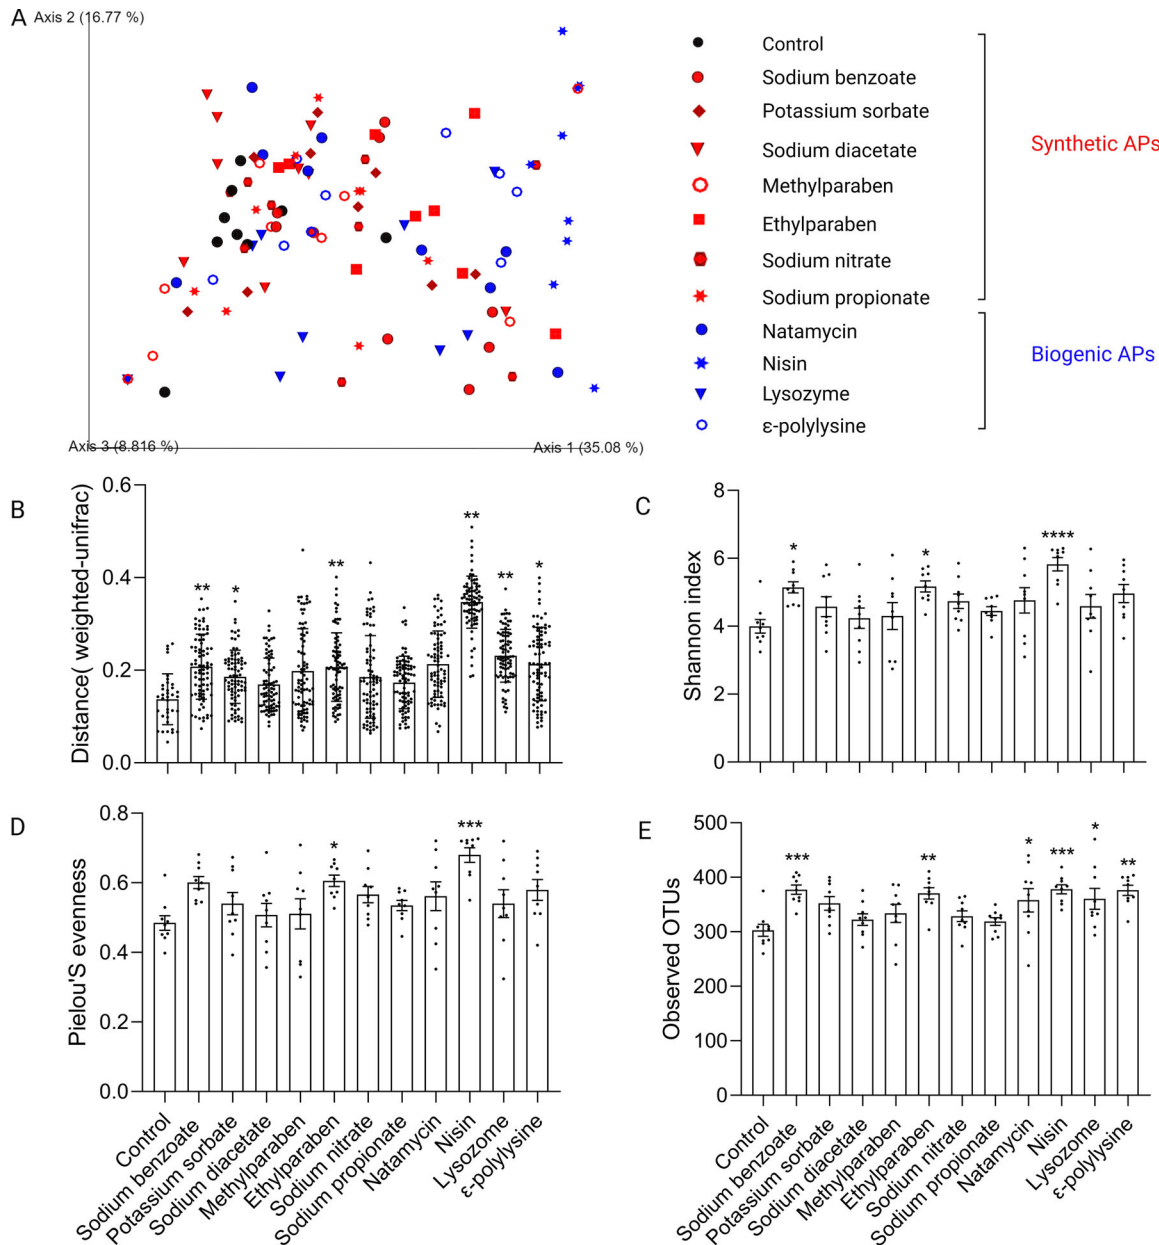 A
Axis 2 (16.77 %)
Axis 3 (8.816 %)
Axis 1 (35.08 %)
Control
Sodium benzoate
Potassium sorbate
Sodium diacetate
Methylparaben
Ethylparaben
Sodium nitrate
Sodium propionate
Natamycin
Nisin
Lysozyme
ε-polylysine
Synthetic APs
Biogenic APs
B
Distance( weighted-unifrac)
0.6
0.4
0.2
0.0
**
*
**
**
**
*
C
Shannon index
8
6
4
2
0
*
*
****
D
Pielou'S evenness
0.8
0.6
0.4
0.2
0.0
*
***
Control
Sodium benzoate
Potassium sorbate
Sodium diacetate
Methylparaben
Ethylparaben
Sodium nitrate
Sodium propionate
Natamycin
Nisin
Lysozome
ε-polylysine
E
Observed OTUs
500
400
300
200
100
0
***
**
*
***
*
**
Control
Sodium benzoate
Potassium sorbate
Sodium diacetate
Methylparaben
Ethylparaben
Sodium nitrate
Sodium propionate
Natamycin
Nisin
Lysozome
ε-polylysine